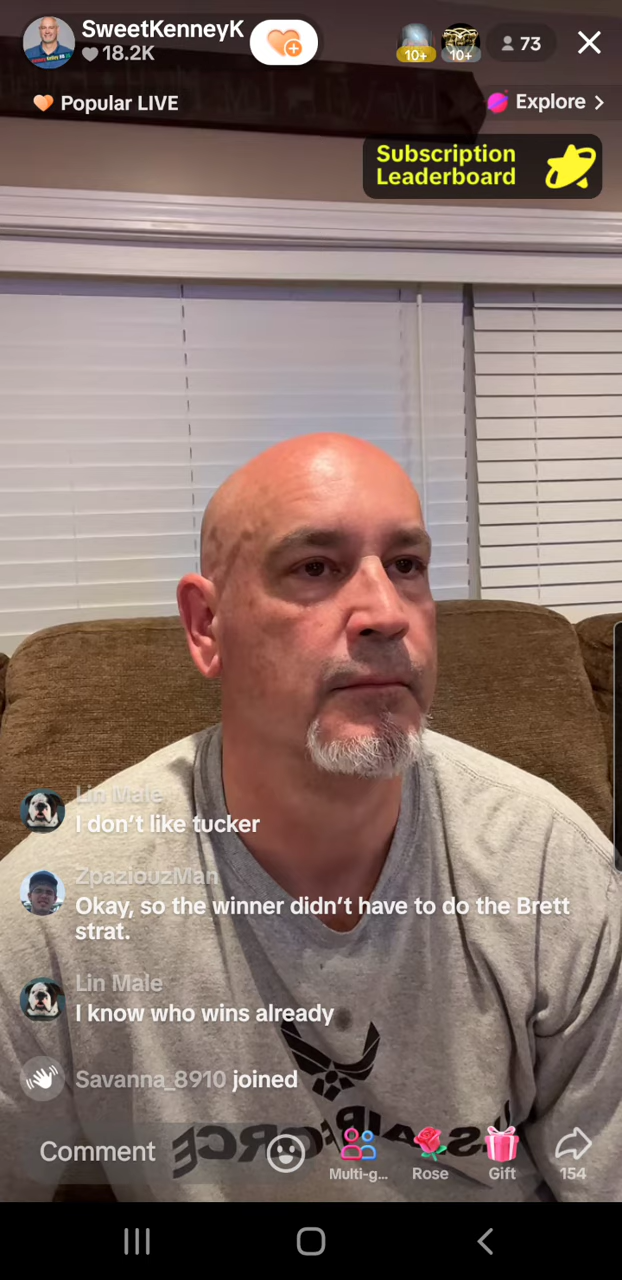 SweetKenneyK
18.2K
10+
10+
73
Popular LIVE
Explore
Subscription
Leaderboard
Lin Male
I don't like tucker
ZpaziouzMan
Okay, so the winner didn't have to do the Brett
strat.
Lin Male
I know who wins already
Savanna_8910 joined
U.S. AIR FORCE
Comment
Multi-g...
Rose
Gift
154